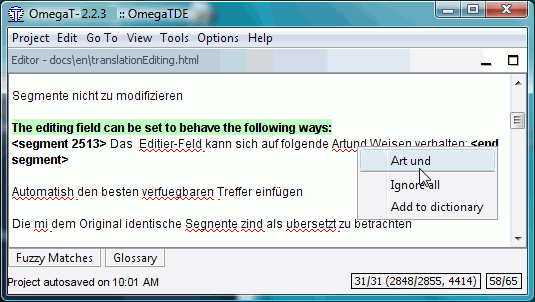 OmegaT- 2.2.3 :: OmegaTDE
Project Edit Go To View Tools Options Help
Editor - docs\en\translationEditing.html
Segmente nicht zu modifizieren
The editing field can be set to behave the following ways:
<segment 2513> Das Editier-Feld kann sich auf folgende Artund Weisen verhalten: <end
segment>
Art und
Ignore all
Add to dictionary
Automatish den besten verfuegbaren Treffer einfügen
Die mi dem Original identische Segnente zind als ubersetzt zu betrachten
Fuzzy Matches Glossary
Project autosaved on 10:01 AM 31/31 (2848/2855, 4414) 58/65